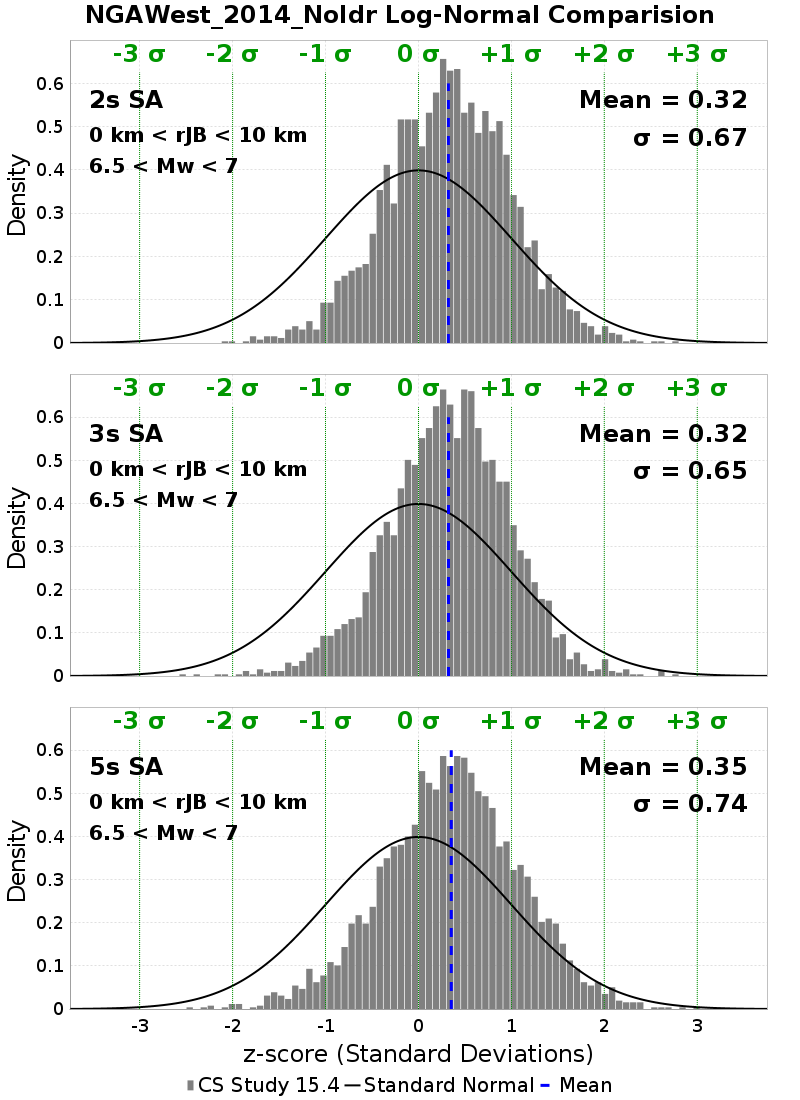 NGAWest_2014_NoIdr Log-Normal Comparision
-3 σ -2 σ -1 σ 0 σ +1 σ +2 σ +3 σ
2s SA
0 km < rJB < 10 km
6.5 < Mw < 7
Mean = 0.32
σ = 0.67
Density
0.6
0.5
0.4
0.3
0.2
0.1
0
-3 σ -2 σ -1 σ 0 σ +1 σ +2 σ +3 σ
3s SA
0 km < rJB < 10 km
6.5 < Mw < 7
Mean = 0.32
σ = 0.65
Density
0.6
0.5
0.4
0.3
0.2
0.1
0
-3 σ -2 σ -1 σ 0 σ +1 σ +2 σ +3 σ
5s SA
0 km < rJB < 10 km
6.5 < Mw < 7
Mean = 0.35
σ = 0.74
Density
0.6
0.5
0.4
0.3
0.2
0.1
0
-3 -2 -1 0 1 2 3
z-score (Standard Deviations)
CS Study 15.4 Standard Normal Mean